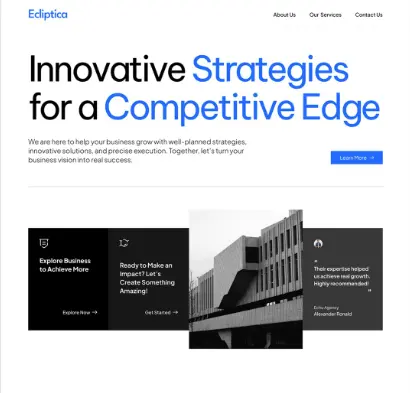 Ecliptica
About Us
Our Services
Contact Us
Innovative Strategies
for a Competitive Edge
We are here to help your business grow with well-planned strategies,
innovative solutions, and precise execution. Together, let's turn your
business vision into real success.
Learn More →
Explore Business
to Achieve More
Explore Now →
Ready to Make an
Impact? Let's
Create Something
Amazing!
Get Started →
“
Their expertise helped
us achieve real growth.
Highly recommended!
”
Alexander Ronald